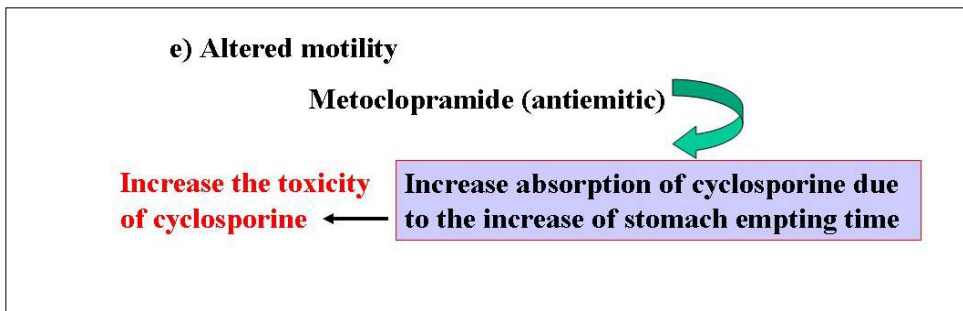 e) Altered motility
Metoclopramide (antiemitic)
Increase the toxicity
of cyclosporine
Increase absorption of cyclosporine due
to the increase of stomach empting time